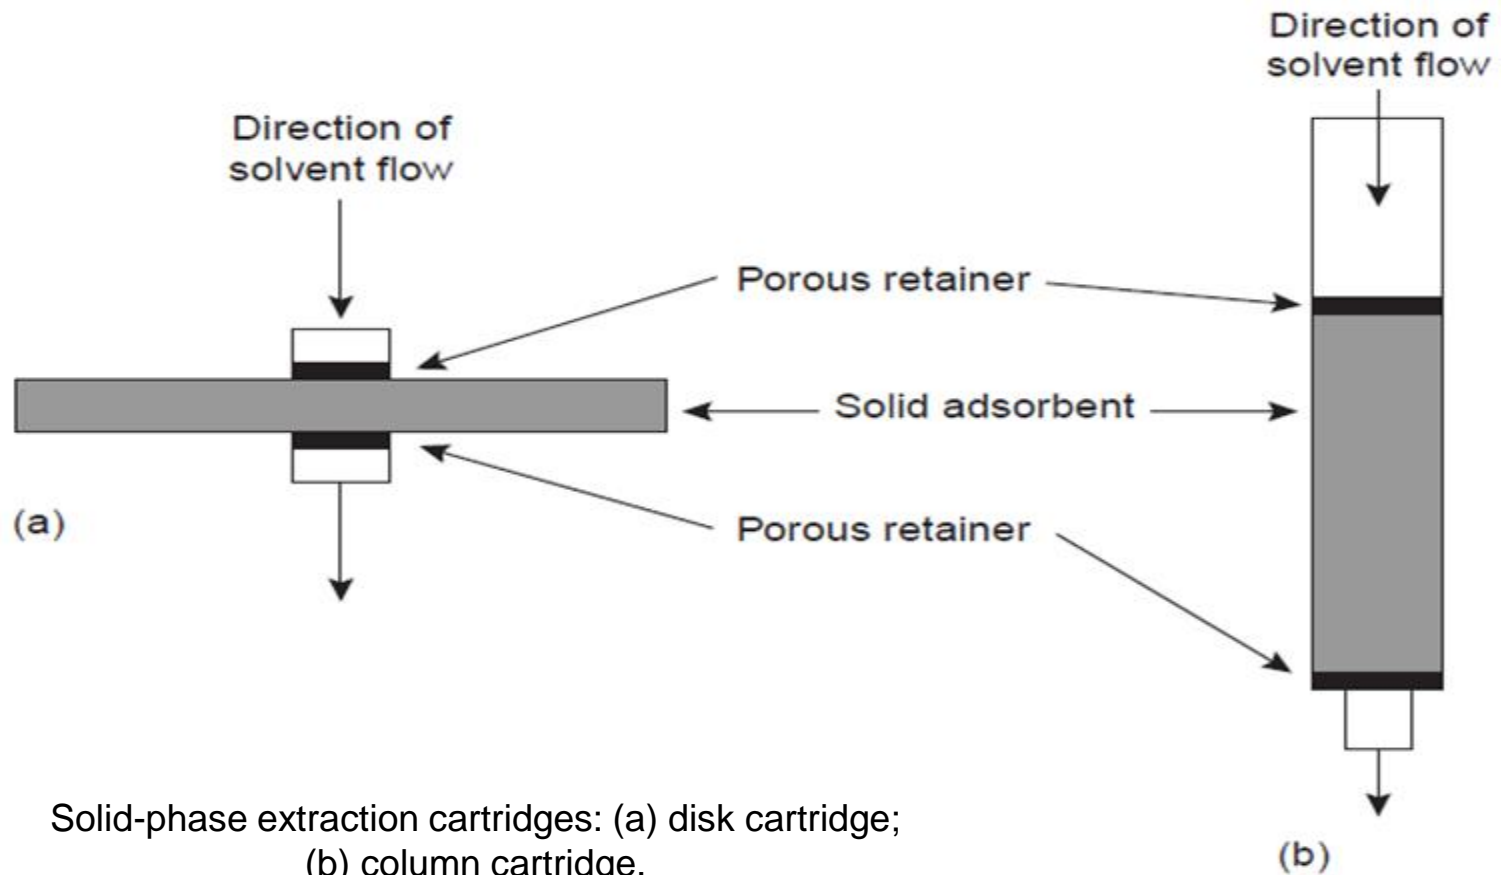 Direction of
solvent flow
Direction of
solvent flow
Porous retainer
Solid adsorbent
Porous retainer
(a)
Solid-phase extraction cartridges: (a) disk cartridge;
(b) column cartridge.
(b)